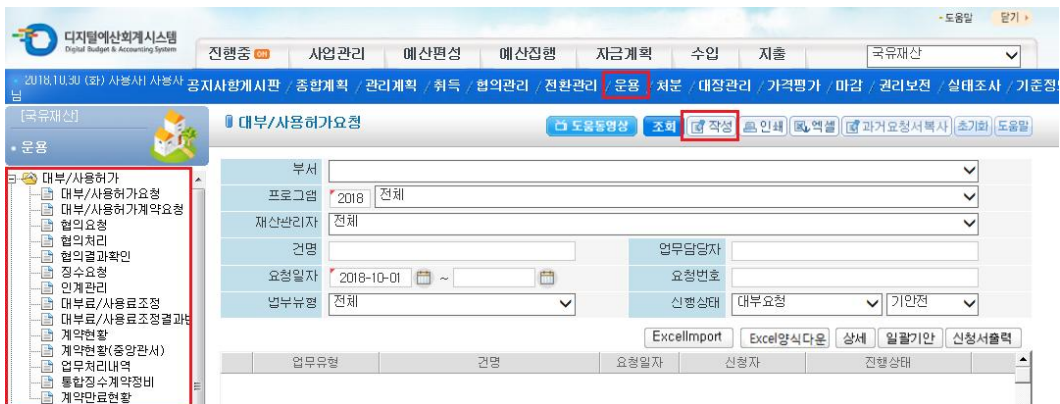 - 도움말 닫기
디지털예산회계시스템
Digital Budget & Accounting System
진행중 사업관리 예산편성 예산집행 자금계획 수입 지출 국유재산
2018.10.30 (화) 사용자 사용자님
공지사항게시판 / 종합계획 / 관리계획 / 취득 / 협의관리 / 전환관리 / 운용 / 처분 / 대장관리 / 가격평가 / 마감 / 권리보전 / 실태조사 / 기준정보
[국유재산]
• 운용
대부/사용허가요청
도움동영상 조회 작성 인쇄 엑셀 과거요청서복사 초기화 도움말
대부/사용허가
대부/사용허가요청
대부/사용허가계약요청
협의요청
협의처리
협의결과확인
징수요청
인계관리
대부료/사용료조정
대부료/사용료조정결과
계약현황
계약현황(중앙관서)
업무처리내역
통합징수계약정비
계약만료현황
부서
프로그램 2018 전체
재산관리자 전체
건명 업무담당자
요청일자 2018-10-01 ~ 요청번호
업무유형 전체 진행상태 대부요청 기안전
ExcelImport Excel양식다운 상세 일괄기안 신청서출력
업무유형 건명 요청일자 신청자 진행상태